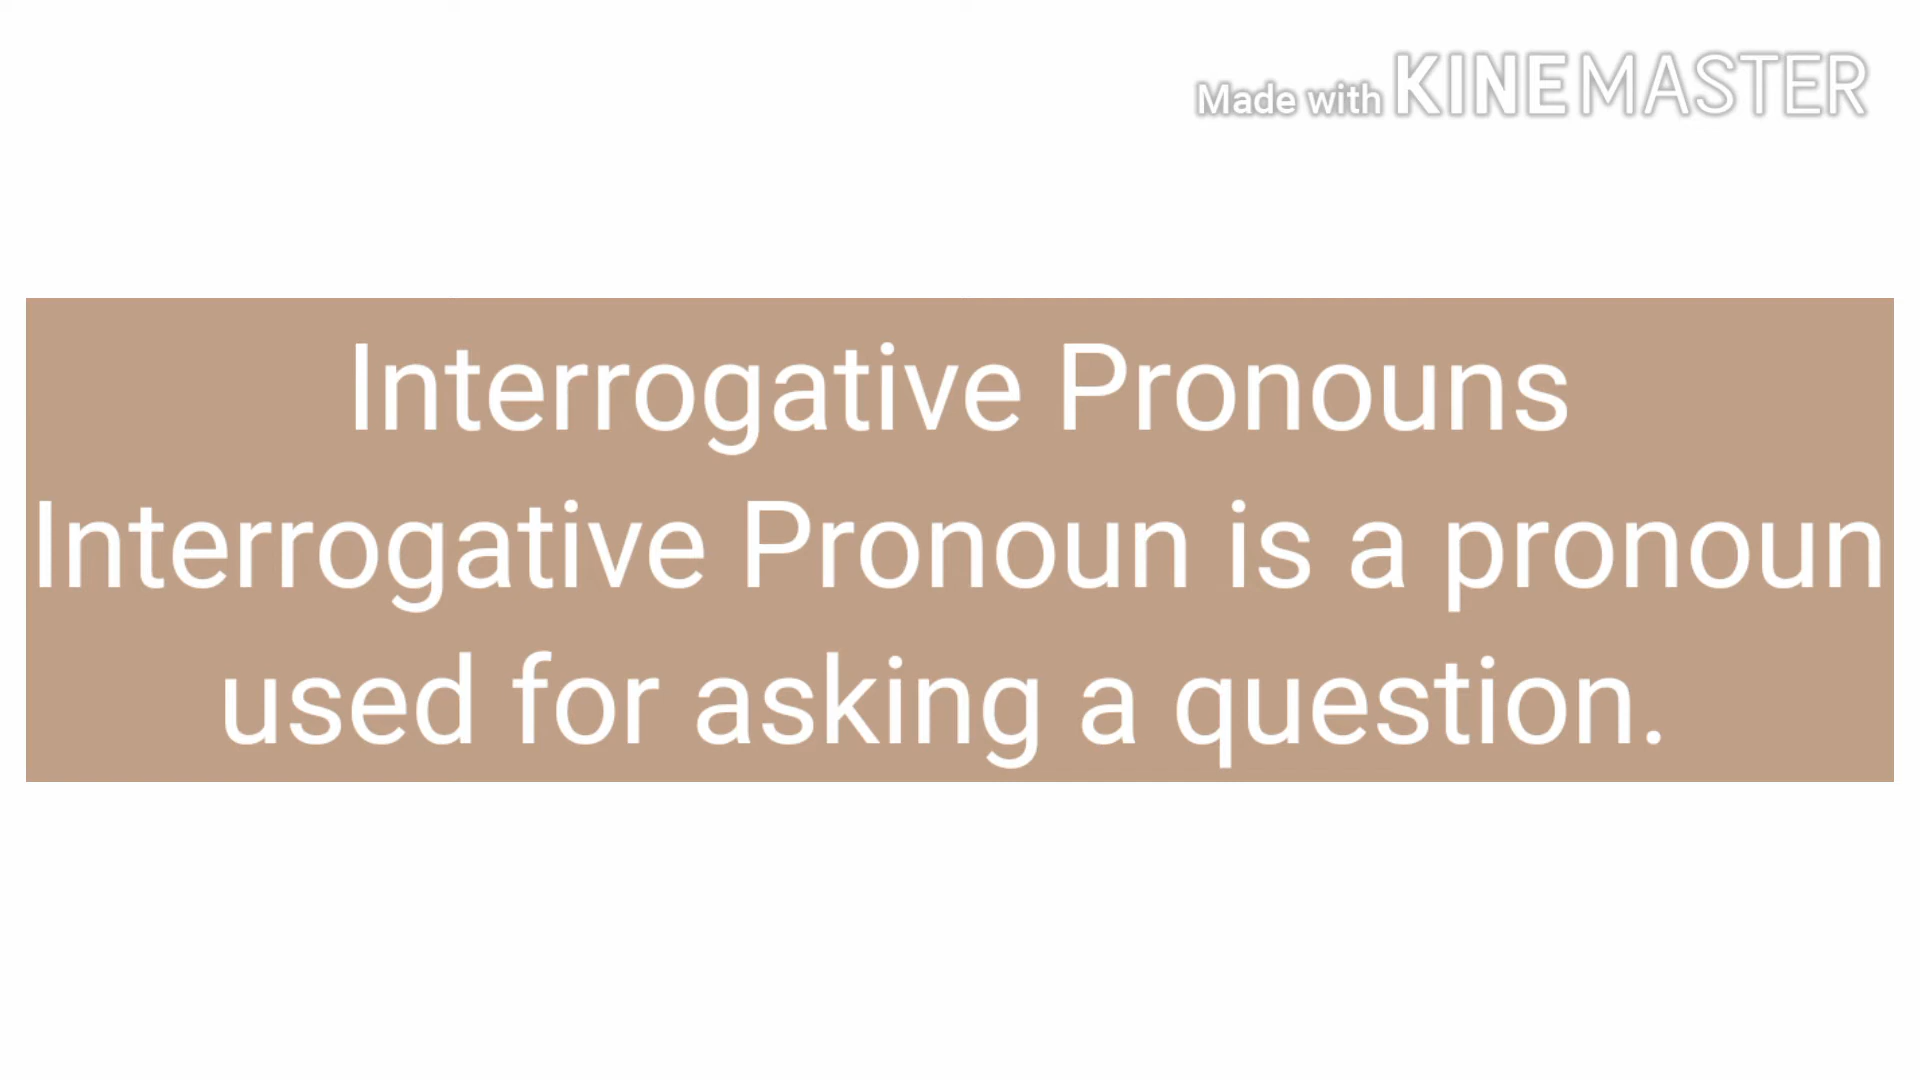 Made with KINEMASTER
Interrogative Pronouns
Interrogative Pronoun is a pronoun
used for asking a question.